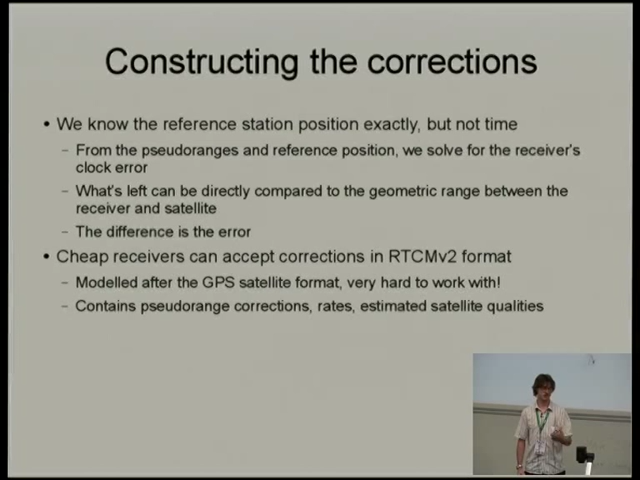 Constructing the corrections
• We know the reference station position exactly, but not time
– From the pseudoranges and reference position, we solve for the receiver's
clock error
– What's left can be directly compared to the geometric range between the
receiver and satellite
– The difference is the error
• Cheap receivers can accept corrections in RTCMv2 format
– Modelled after the GPS satellite format, very hard to work with!
– Contains pseudorange corrections, rates, estimated satellite qualities